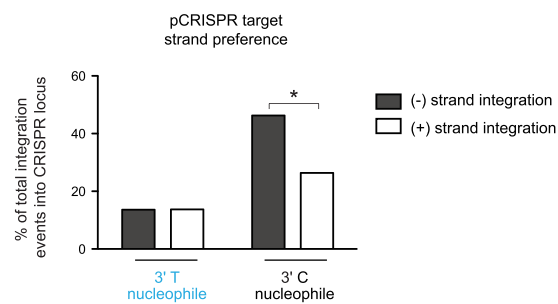 pCRISPR target
strand preference
% of total integration
events into CRISPR locus
60
40
20
0
*
(-) strand integration
(+) strand integration
3' T
nucleophile
3' C
nucleophile